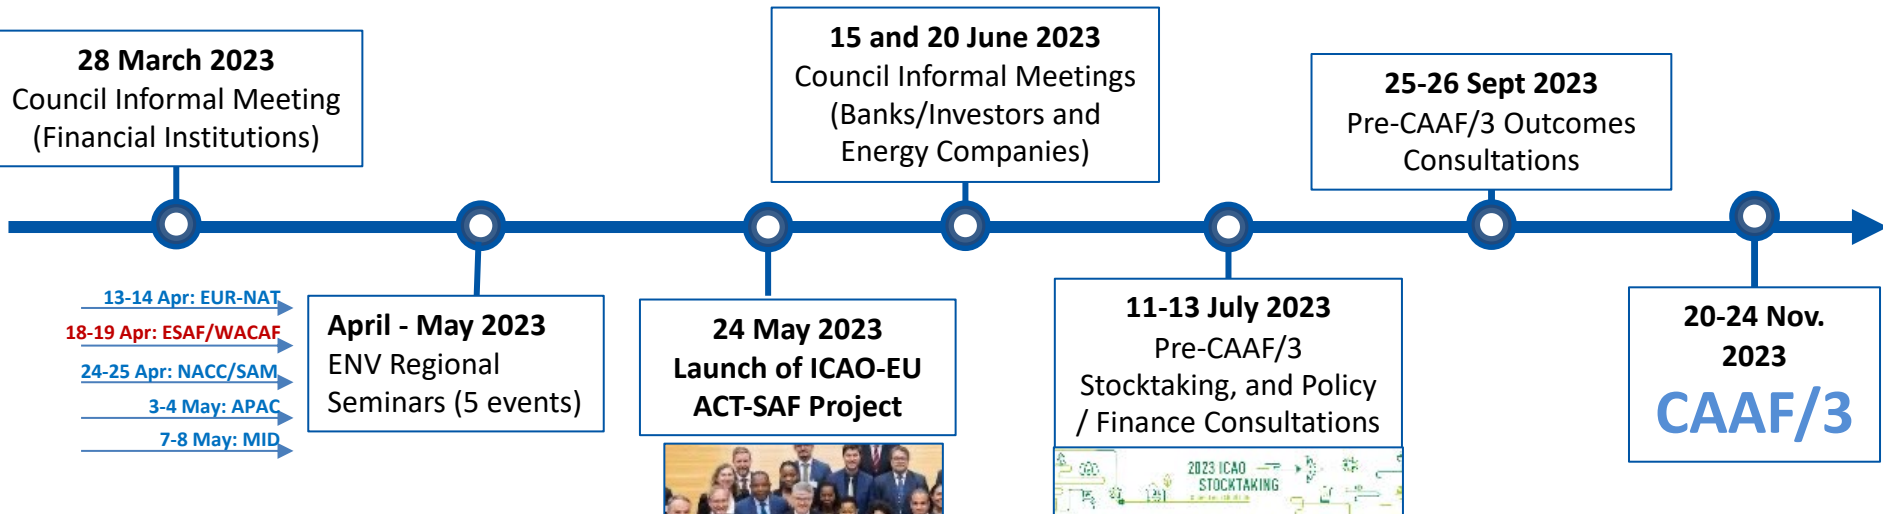 28 March 2023
Council Informal Meeting
(Financial Institutions)
15 and 20 June 2023
Council Informal Meetings
(Banks/Investors and
Energy Companies)
25-26 Sept 2023
Pre-CAAF/3 Outcomes
Consultations
13-14 Apr: EUR-NAT
18-19 Apr: ESAF/WACAF
24-25 Apr: NACC/SAM
3-4 May: APAC
7-8 May: MID
April - May 2023
ENV Regional
Seminars (5 events)
24 May 2023
Launch of ICAO-EU
ACT-SAF Project
11-13 July 2023
Pre-CAAF/3
Stocktaking, and Policy
/ Finance Consultations
2023 ICAO
STOCKTAKING
20-24 Nov.
2023
CAAF/3